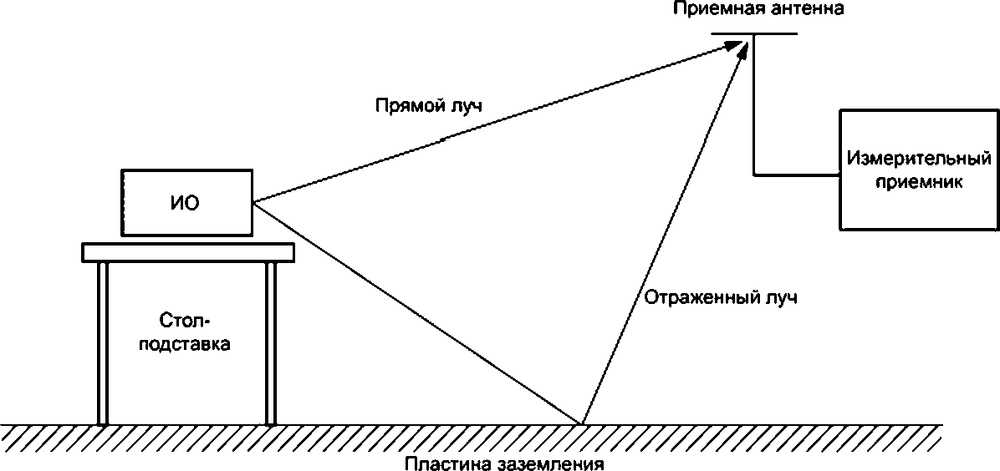 Приемная антенна
Прямой луч
Измерительный
приемник
ИО
Отраженный луч
Стол-
подставка
Пластина заземления